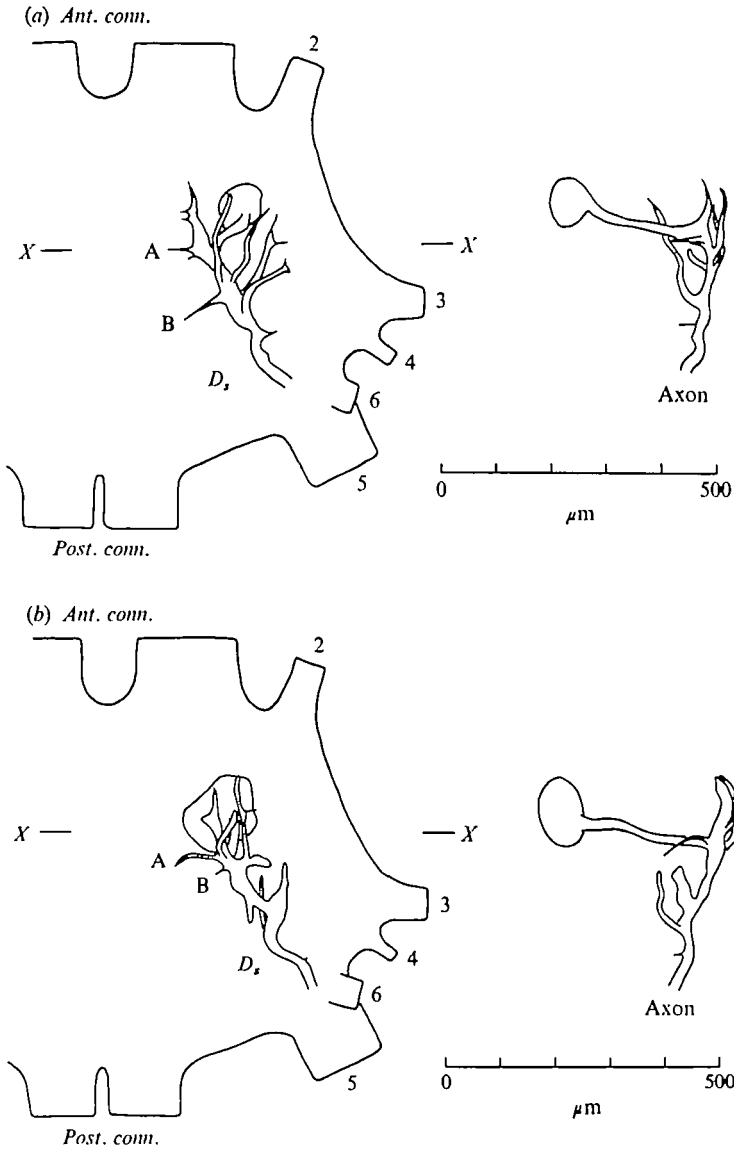 (a) Ant. conn.
2
X
A
X
3
B
4
D_s
6
Axon
5
0
500
µm
Post. conn.
(b) Ant. conn.
2
X
X
A
B
3
4
D_s
6
Axon
5
0
500
µm
Post. conn.